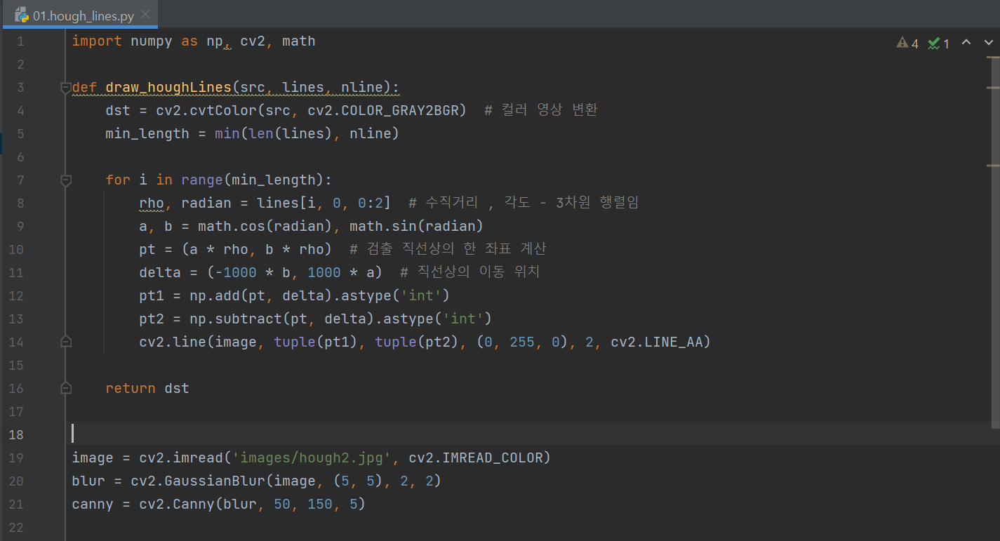 01.hough_lines.py
4 1
1 import numpy as np, cv2, math
2
3 def draw_houghLines(src, lines, nline):
4     dst = cv2.cvtColor(src, cv2.COLOR_GRAY2BGR)  # 컬러 영상 변환
5     min_length = min(len(lines), nline)
6
7     for i in range(min_length):
8         rho, radian = lines[i, 0, 0:2]  # 수직거리 , 각도 - 3차원 행렬임
9         a, b = math.cos(radian), math.sin(radian)
10         pt = (a * rho, b * rho)  # 검출 직선상의 한 좌표 계산
11         delta = (-1000 * b, 1000 * a)  # 직선상의 이동 위치
12         pt1 = np.add(pt, delta).astype('int')
13         pt2 = np.subtract(pt, delta).astype('int')
14         cv2.line(image, tuple(pt1), tuple(pt2), (0, 255, 0), 2, cv2.LINE_AA)
15
16     return dst
17
18
19 image = cv2.imread('images/hough2.jpg', cv2.IMREAD_COLOR)
20 blur = cv2.GaussianBlur(image, (5, 5), 2, 2)
21 canny = cv2.Canny(blur, 50, 150, 5)
22